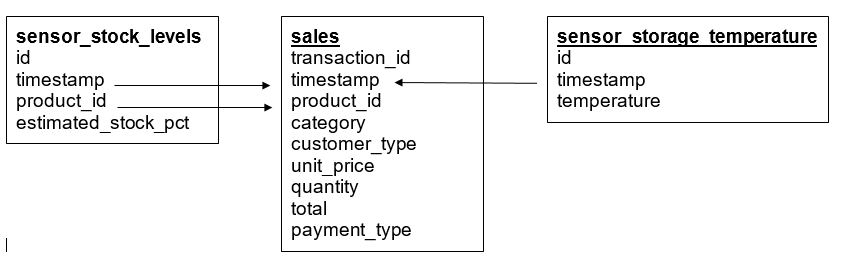 sensor_stock_levels
id
timestamp
product_id
estimated_stock_pct
sales
transaction_id
timestamp
product_id
category
customer_type
unit_price
quantity
total
payment_type
sensor_storage_temperature
id
timestamp
temperature